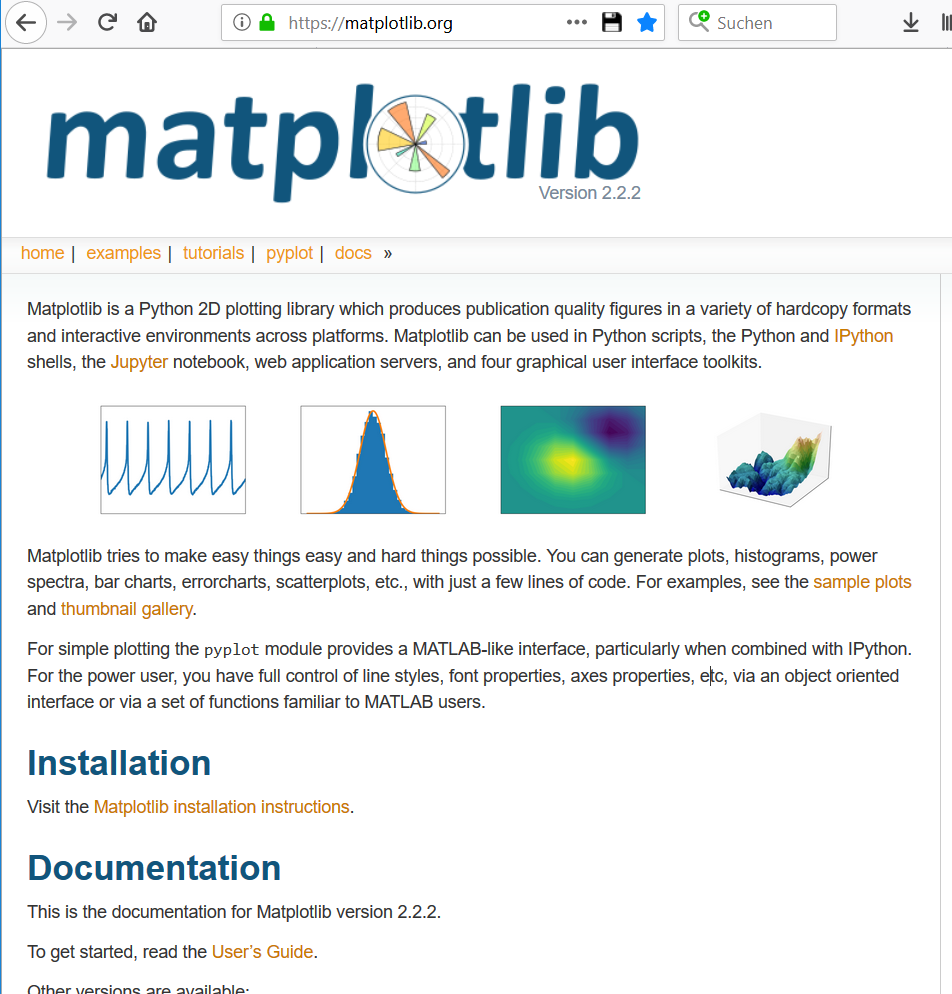 https://matplotlib.org
Suchen
matplotlib
Version 2.2.2
home | examples | tutorials | pyplot | docs »
Matplotlib is a Python 2D plotting library which produces publication quality figures in a variety of hardcopy formats
and interactive environments across platforms. Matplotlib can be used in Python scripts, the Python and IPython
shells, the Jupyter notebook, web application servers, and four graphical user interface toolkits.
Matplotlib tries to make easy things easy and hard things possible. You can generate plots, histograms, power
spectra, bar charts, errorcharts, scatterplots, etc., with just a few lines of code. For examples, see the sample plots
and thumbnail gallery.
For simple plotting the pyplot module provides a MATLAB-like interface, particularly when combined with IPython.
For the power user, you have full control of line styles, font properties, axes properties, etc, via an object oriented
interface or via a set of functions familiar to MATLAB users.
Installation
Visit the Matplotlib installation instructions.
Documentation
This is the documentation for Matplotlib version 2.2.2.
To get started, read the User's Guide.
Other versions are available: